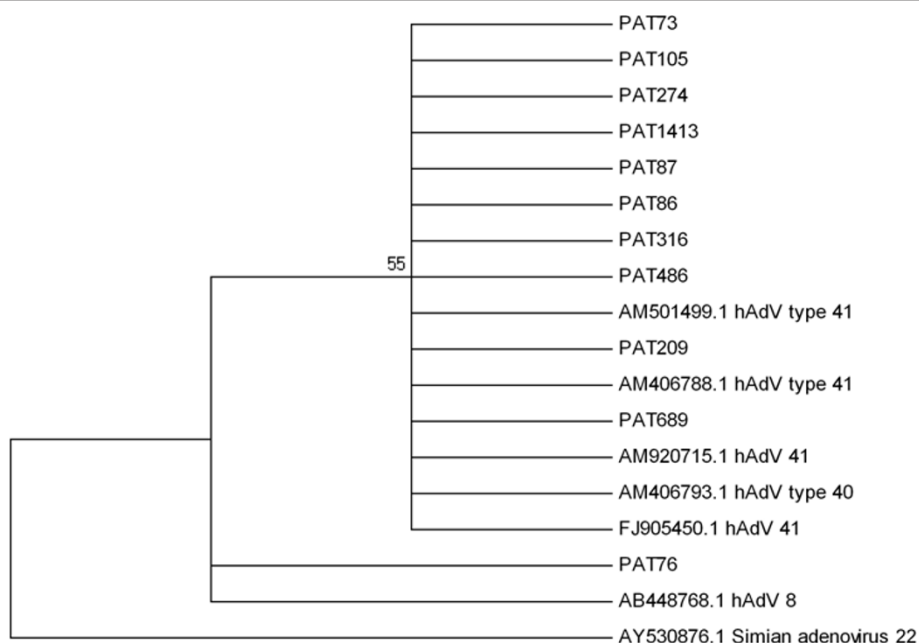 PAT73
PAT105
PAT274
PAT1413
PAT87
PAT86
PAT316
55
PAT486
AM501499.1 hAdV type 41
PAT209
AM406788.1 hAdV type 41
PAT689
AM920715.1 hAdV 41
AM406793.1 hAdV type 40
FJ905450.1 hAdV 41
PAT76
AB448768.1 hAdV 8
AY530876.1 Simian adenovirus 22